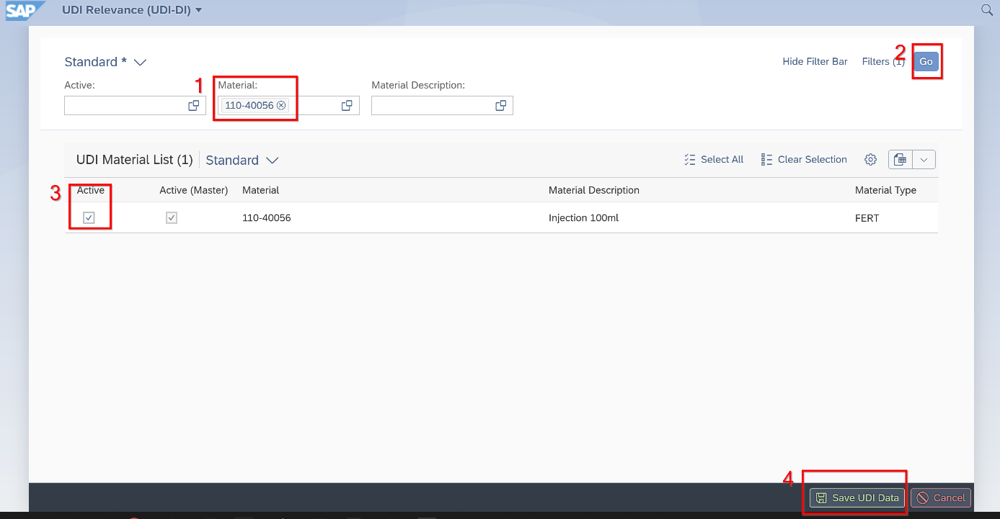 SAP UDI Relevance (UDI-DI)
Standard *
Hide Filter Bar Filters (1) 2 Go
Active: 1 Material: Material Description:
110-40056
UDI Material List (1) Standard Select All Clear Selection
3 Active Active (Master) Material Material Description Material Type
110-40056 Injection 100ml FERT
4 Save UDI Data Cancel